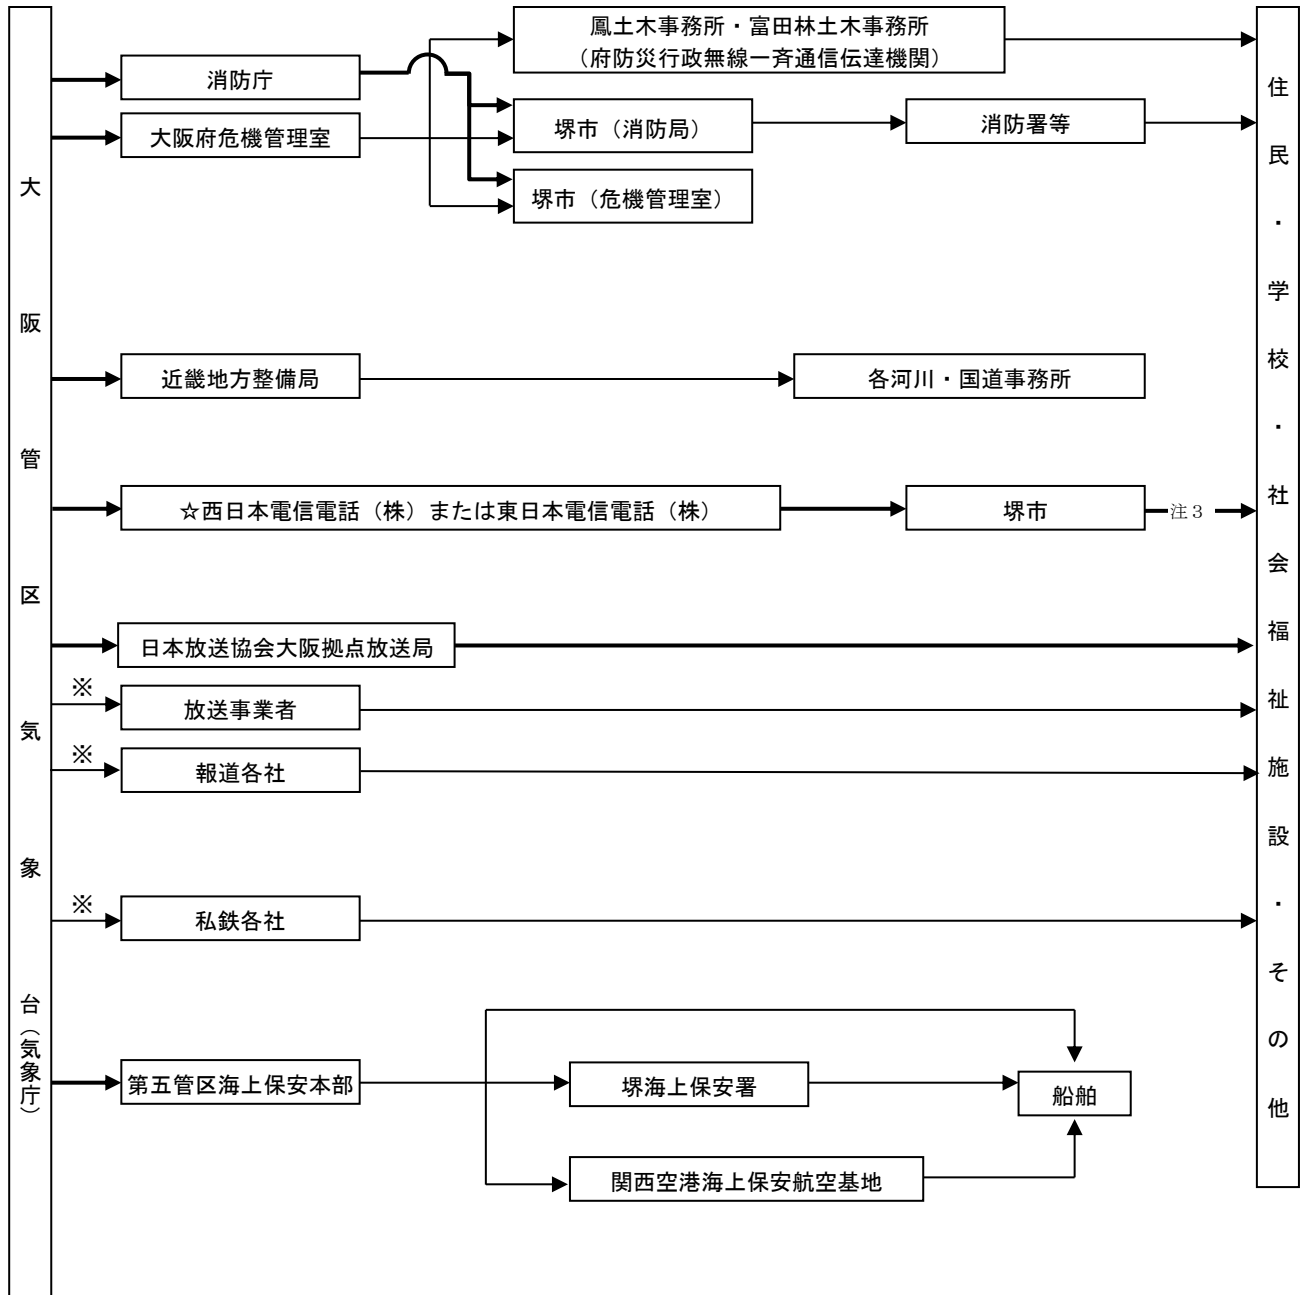 大阪管区気象台（気象庁）
鳳土木事務所・富田林土木事務所
（府防災行政無線一斉通信伝達機関）
消防庁
大阪府危機管理室
堺市（消防局）
消防署等
堺市（危機管理室）
近畿地方整備局
各河川・国道事務所
☆西日本電信電話（株）または東日本電信電話（株）
堺市
注３
日本放送協会大阪拠点放送局
※
放送事業者
※
報道各社
※
私鉄各社
第五管区海上保安本部
堺海上保安署
船舶
関西空港海上保安航空基地
住民・学校・社会福祉施設・その他